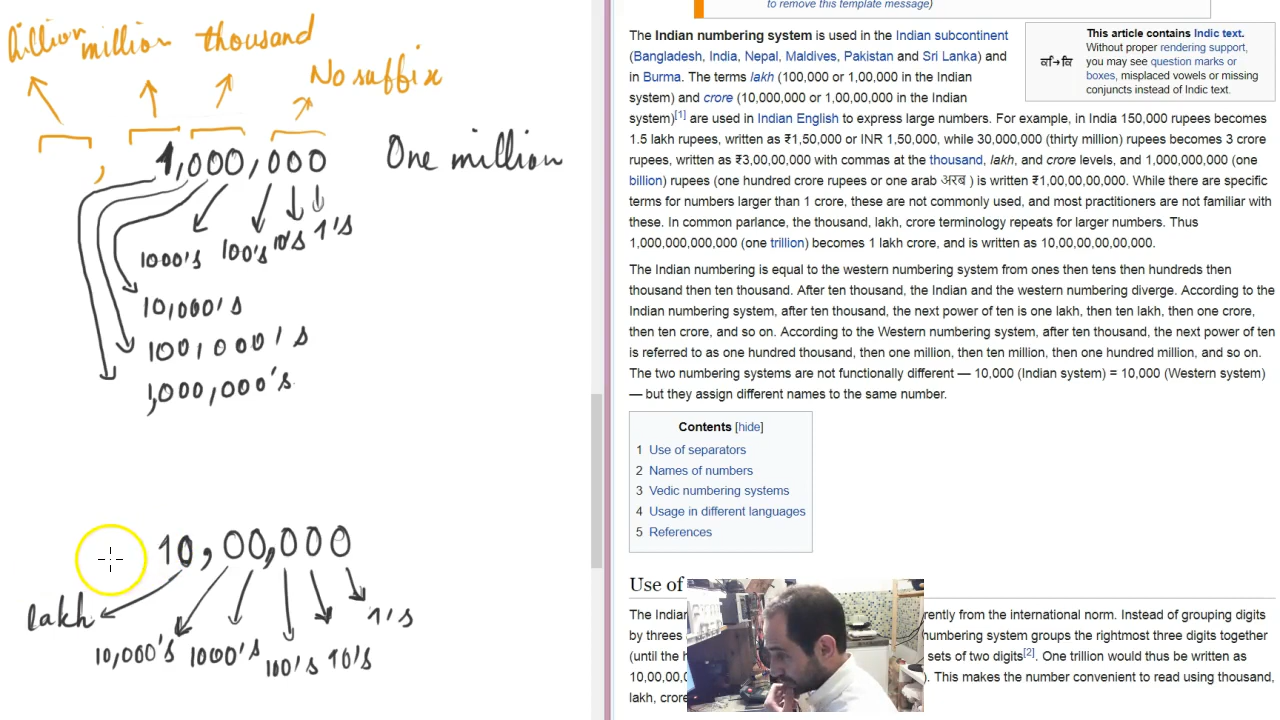 billion million thousand
No suffix
,
1,000,000 One million
1000's 100's 10's 1's
10,000's
100,000's
1,000,000's
10,00,000
lakh
10,000's 1000's 100's 10's 1's
to remove this template message)
The Indian numbering system is used in the Indian subcontinent
(Bangladesh, India, Nepal, Maldives, Pakistan and Sri Lanka) and
in Burma. The terms lakh (100,000 or 1,00,000 in the Indian
system) and crore (10,000,000 or 1,00,00,000 in the Indian
system)[1] are used in Indian English to express large numbers. For example, in India 150,000 rupees becomes
1.5 lakh rupees, written as ₹1,50,000 or INR 1,50,000, while 30,000,000 (thirty million) rupees becomes 3 crore
rupees, written as ₹3,00,00,000 with commas at the thousand, lakh, and crore levels, and 1,000,000,000 (one
billion) rupees (one hundred crore rupees or one arab अरब ) is written ₹1,00,00,00,000. While there are specific
terms for numbers larger than 1 crore, these are not commonly used, and most practitioners are not familiar with
these. In common parlance, the thousand, lakh, crore terminology repeats for larger numbers. Thus
1,000,000,000,000 (one trillion) becomes 1 lakh crore, and is written as 10,00,00,00,00,000.
This article contains Indic text.
Without proper rendering support,
you may see question marks or
boxes, misplaced vowels or missing
conjuncts instead of Indic text.
The Indian numbering is equal to the western numbering system from ones then tens then hundreds then
thousand then ten thousand. After ten thousand, the Indian and the western numbering diverge. According to the
Indian numbering system, after ten thousand, the next power of ten is one lakh, then ten lakh, then one crore,
then ten crore, and so on. According to the Western numbering system, after ten thousand, the next power of ten
is referred to as one hundred thousand, then one million, then ten million, then one hundred million, and so on.
The two numbering systems are not functionally different — 10,000 (Indian system) = 10,000 (Western system)
— but they assign different names to the same number.
Contents [hide]
1 Use of separators
2 Names of numbers
3 Vedic numbering systems
4 Usage in different languages
5 References
Use of
The Indian rently from the international norm. Instead of grouping digits
by threes numbering system groups the rightmost three digits together
(until the sets of two digits[2]. One trillion would thus be written as
10,00,00, ). This makes the number convenient to read using thousand,
lakh, crore